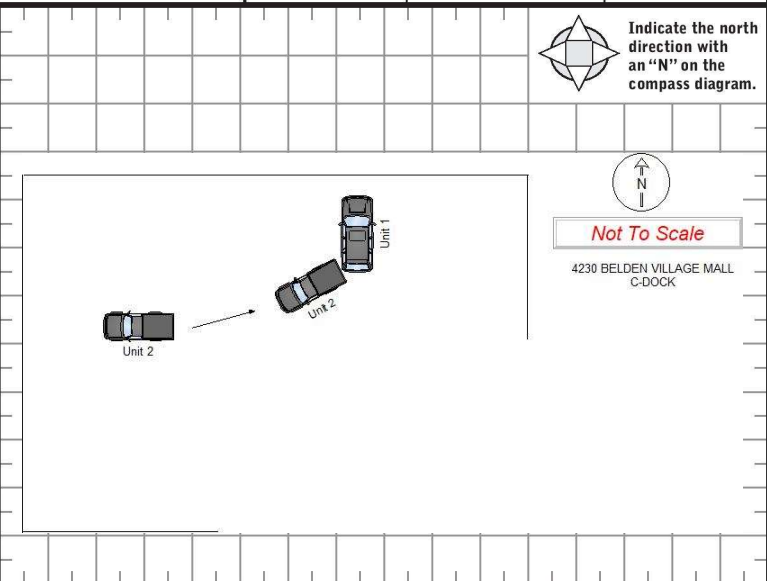 Indicate the north
direction with
an “N” on the
compass diagram.
N
Not To Scale
4230 BELDEN VILLAGE MALL
C-DOCK
Unit 1
Unit 2
Unit 2